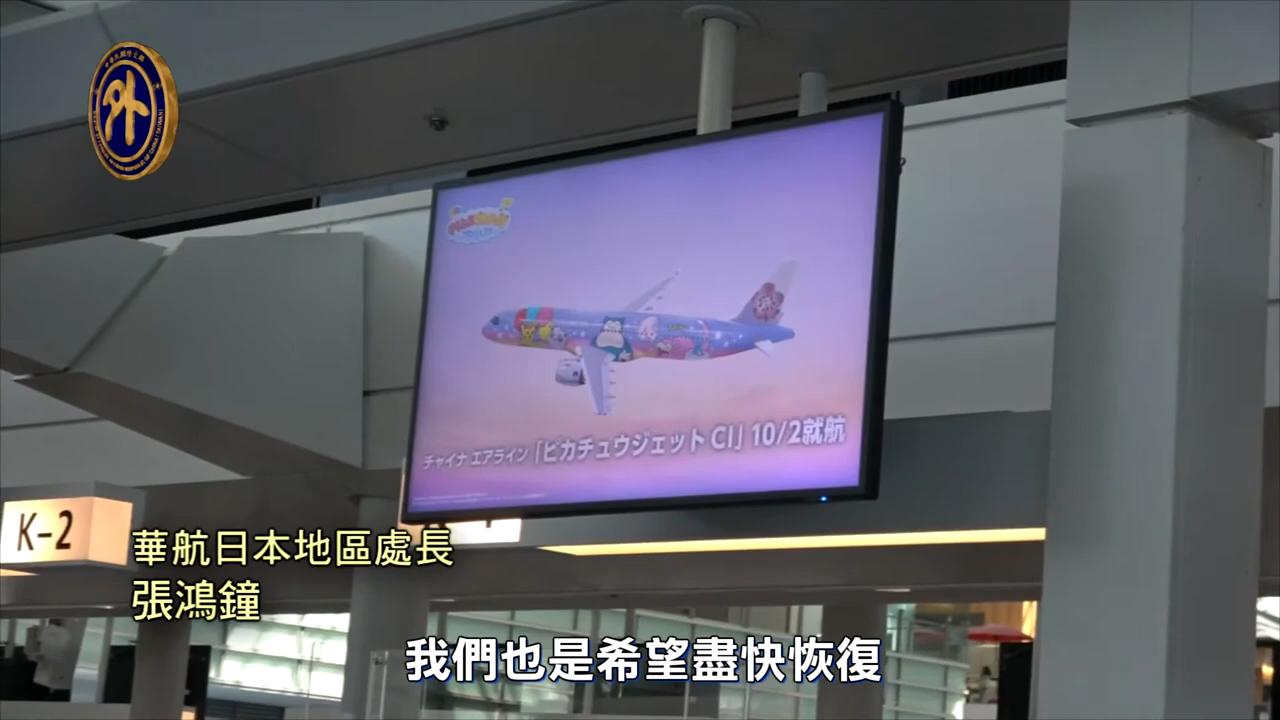 外
チャイナ エアライン「ピカチュウジェット CI」10/2就航
K-2
華航日本地區處長
張鴻鐘
我們也是希望盡快恢復